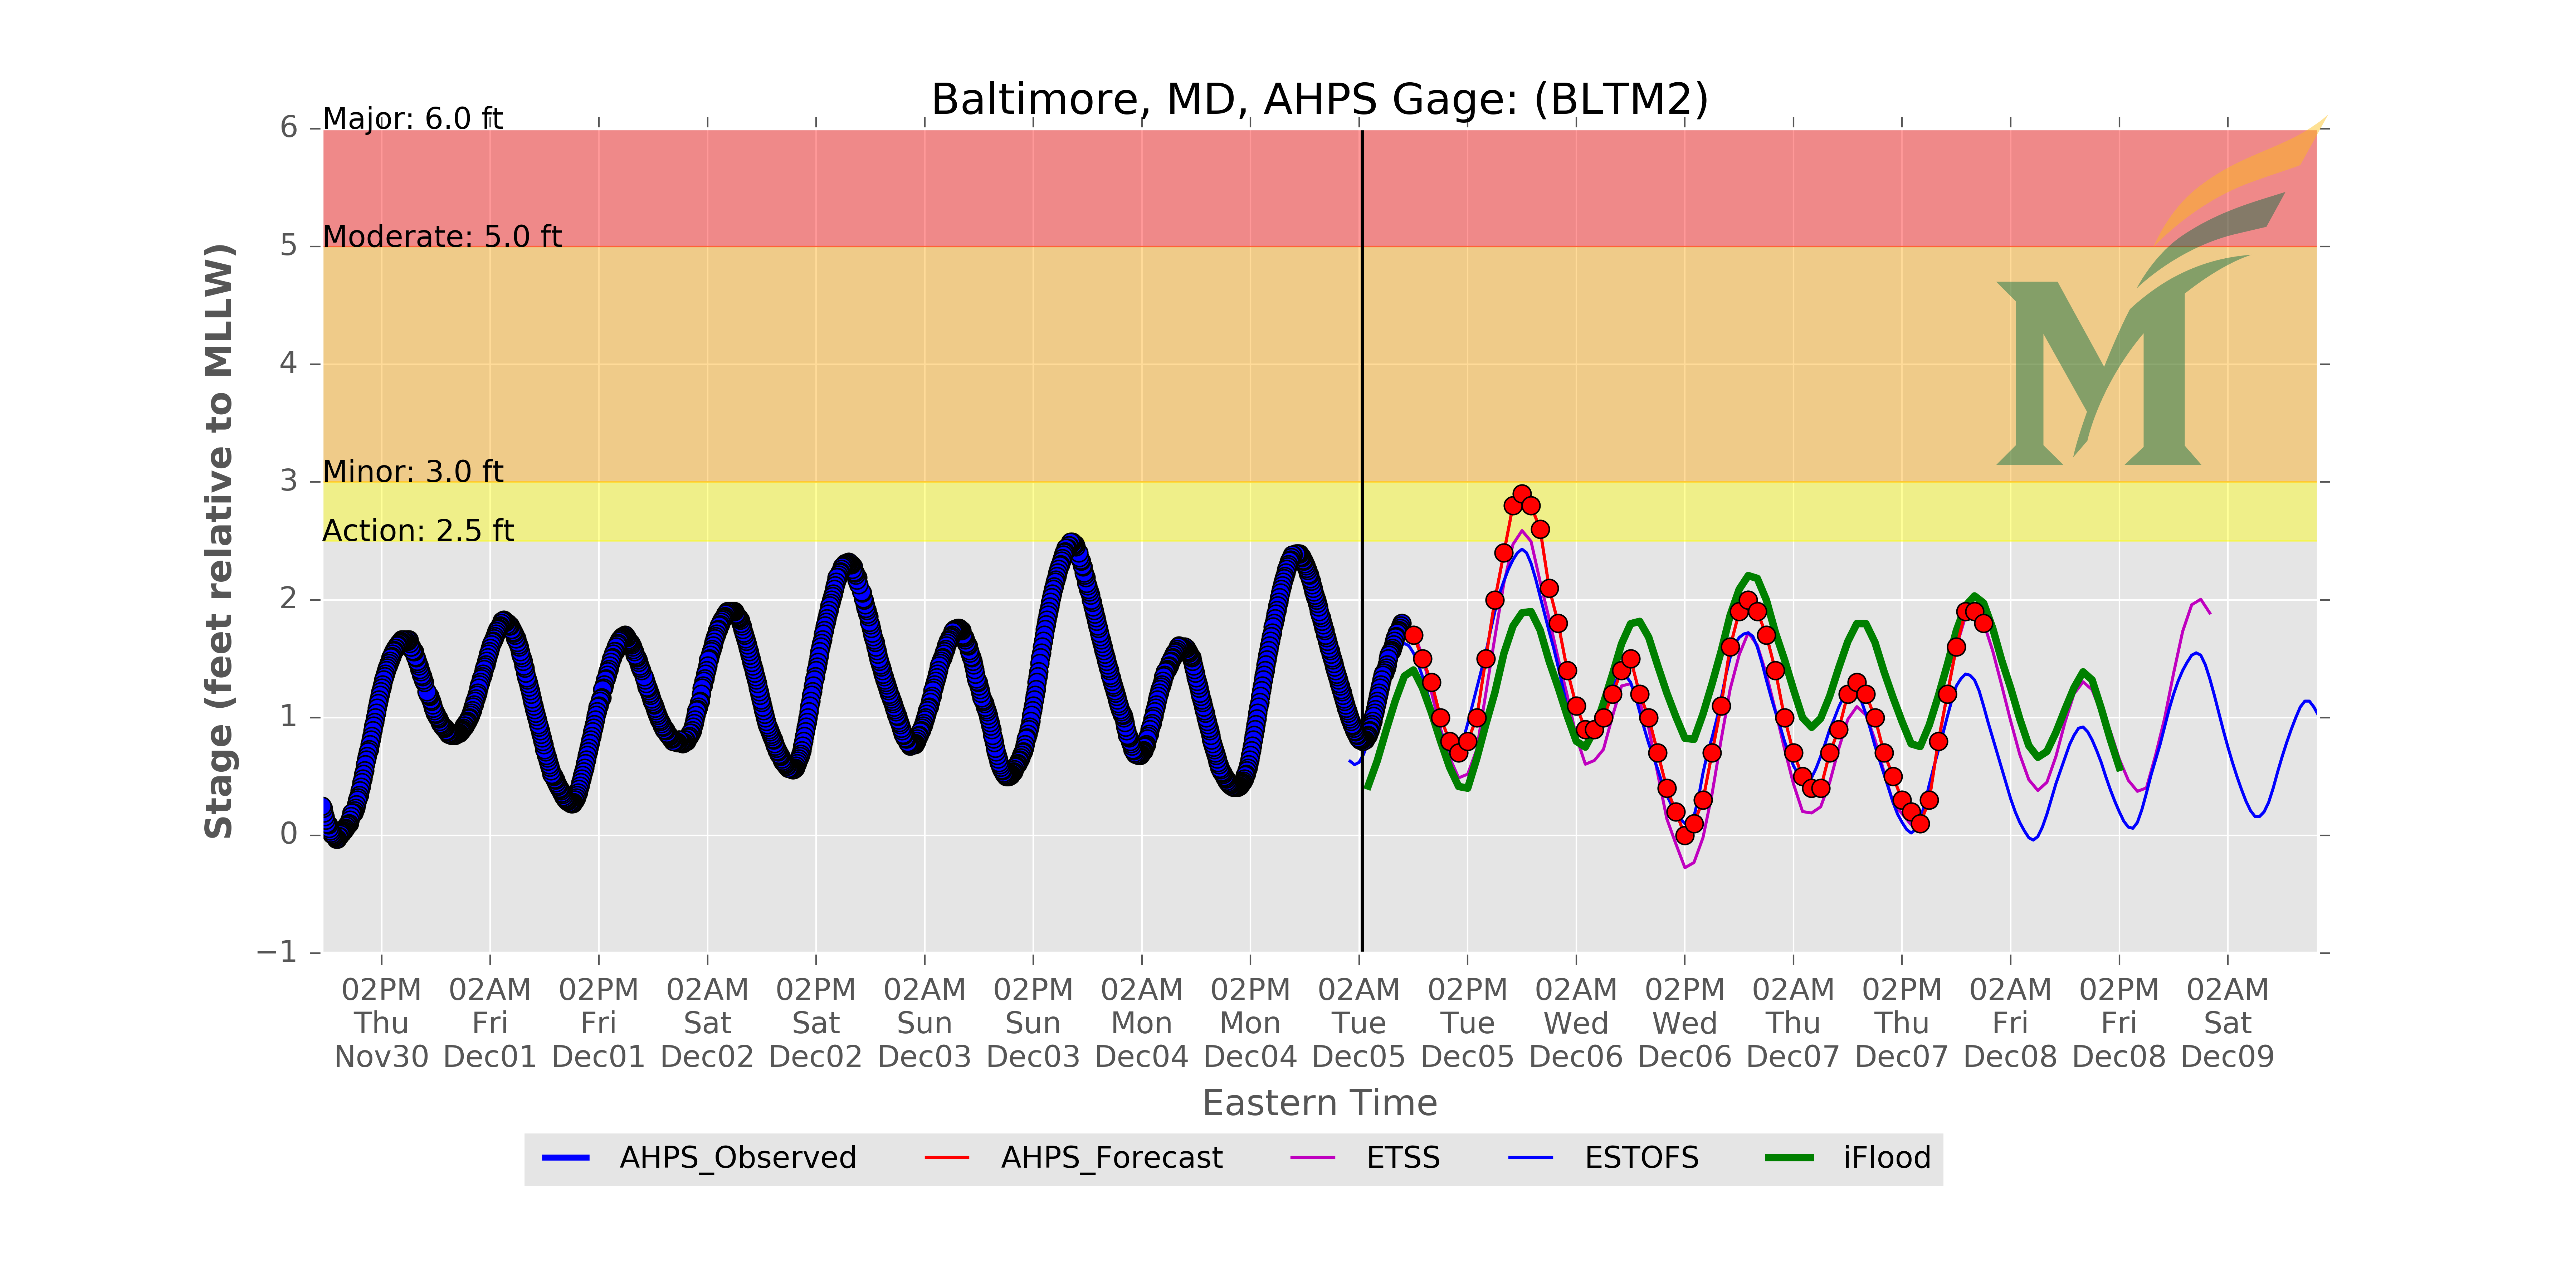 Baltimore, MD, AHPS Gage: (BLTM2)
Stage (feet relative to MLLW)
6
5
4
3
2
1
0
−1
Major: 6.0 ft
Moderate: 5.0 ft
Minor: 3.0 ft
Action: 2.5 ft
M
02PM 02AM 02PM 02AM 02PM 02AM 02PM 02AM 02PM 02AM 02PM 02AM 02PM 02AM 02PM 02AM 02PM 02AM
Thu Fri Fri Sat Sat Sun Sun Mon Mon Tue Tue Wed Wed Thu Thu Fri Fri Sat
Nov30 Dec01 Dec01 Dec02 Dec02 Dec03 Dec03 Dec04 Dec04 Dec05 Dec05 Dec06 Dec06 Dec07 Dec07 Dec08 Dec08 Dec09
Eastern Time
AHPS_Observed AHPS_Forecast ETSS ESTOFS iFlood